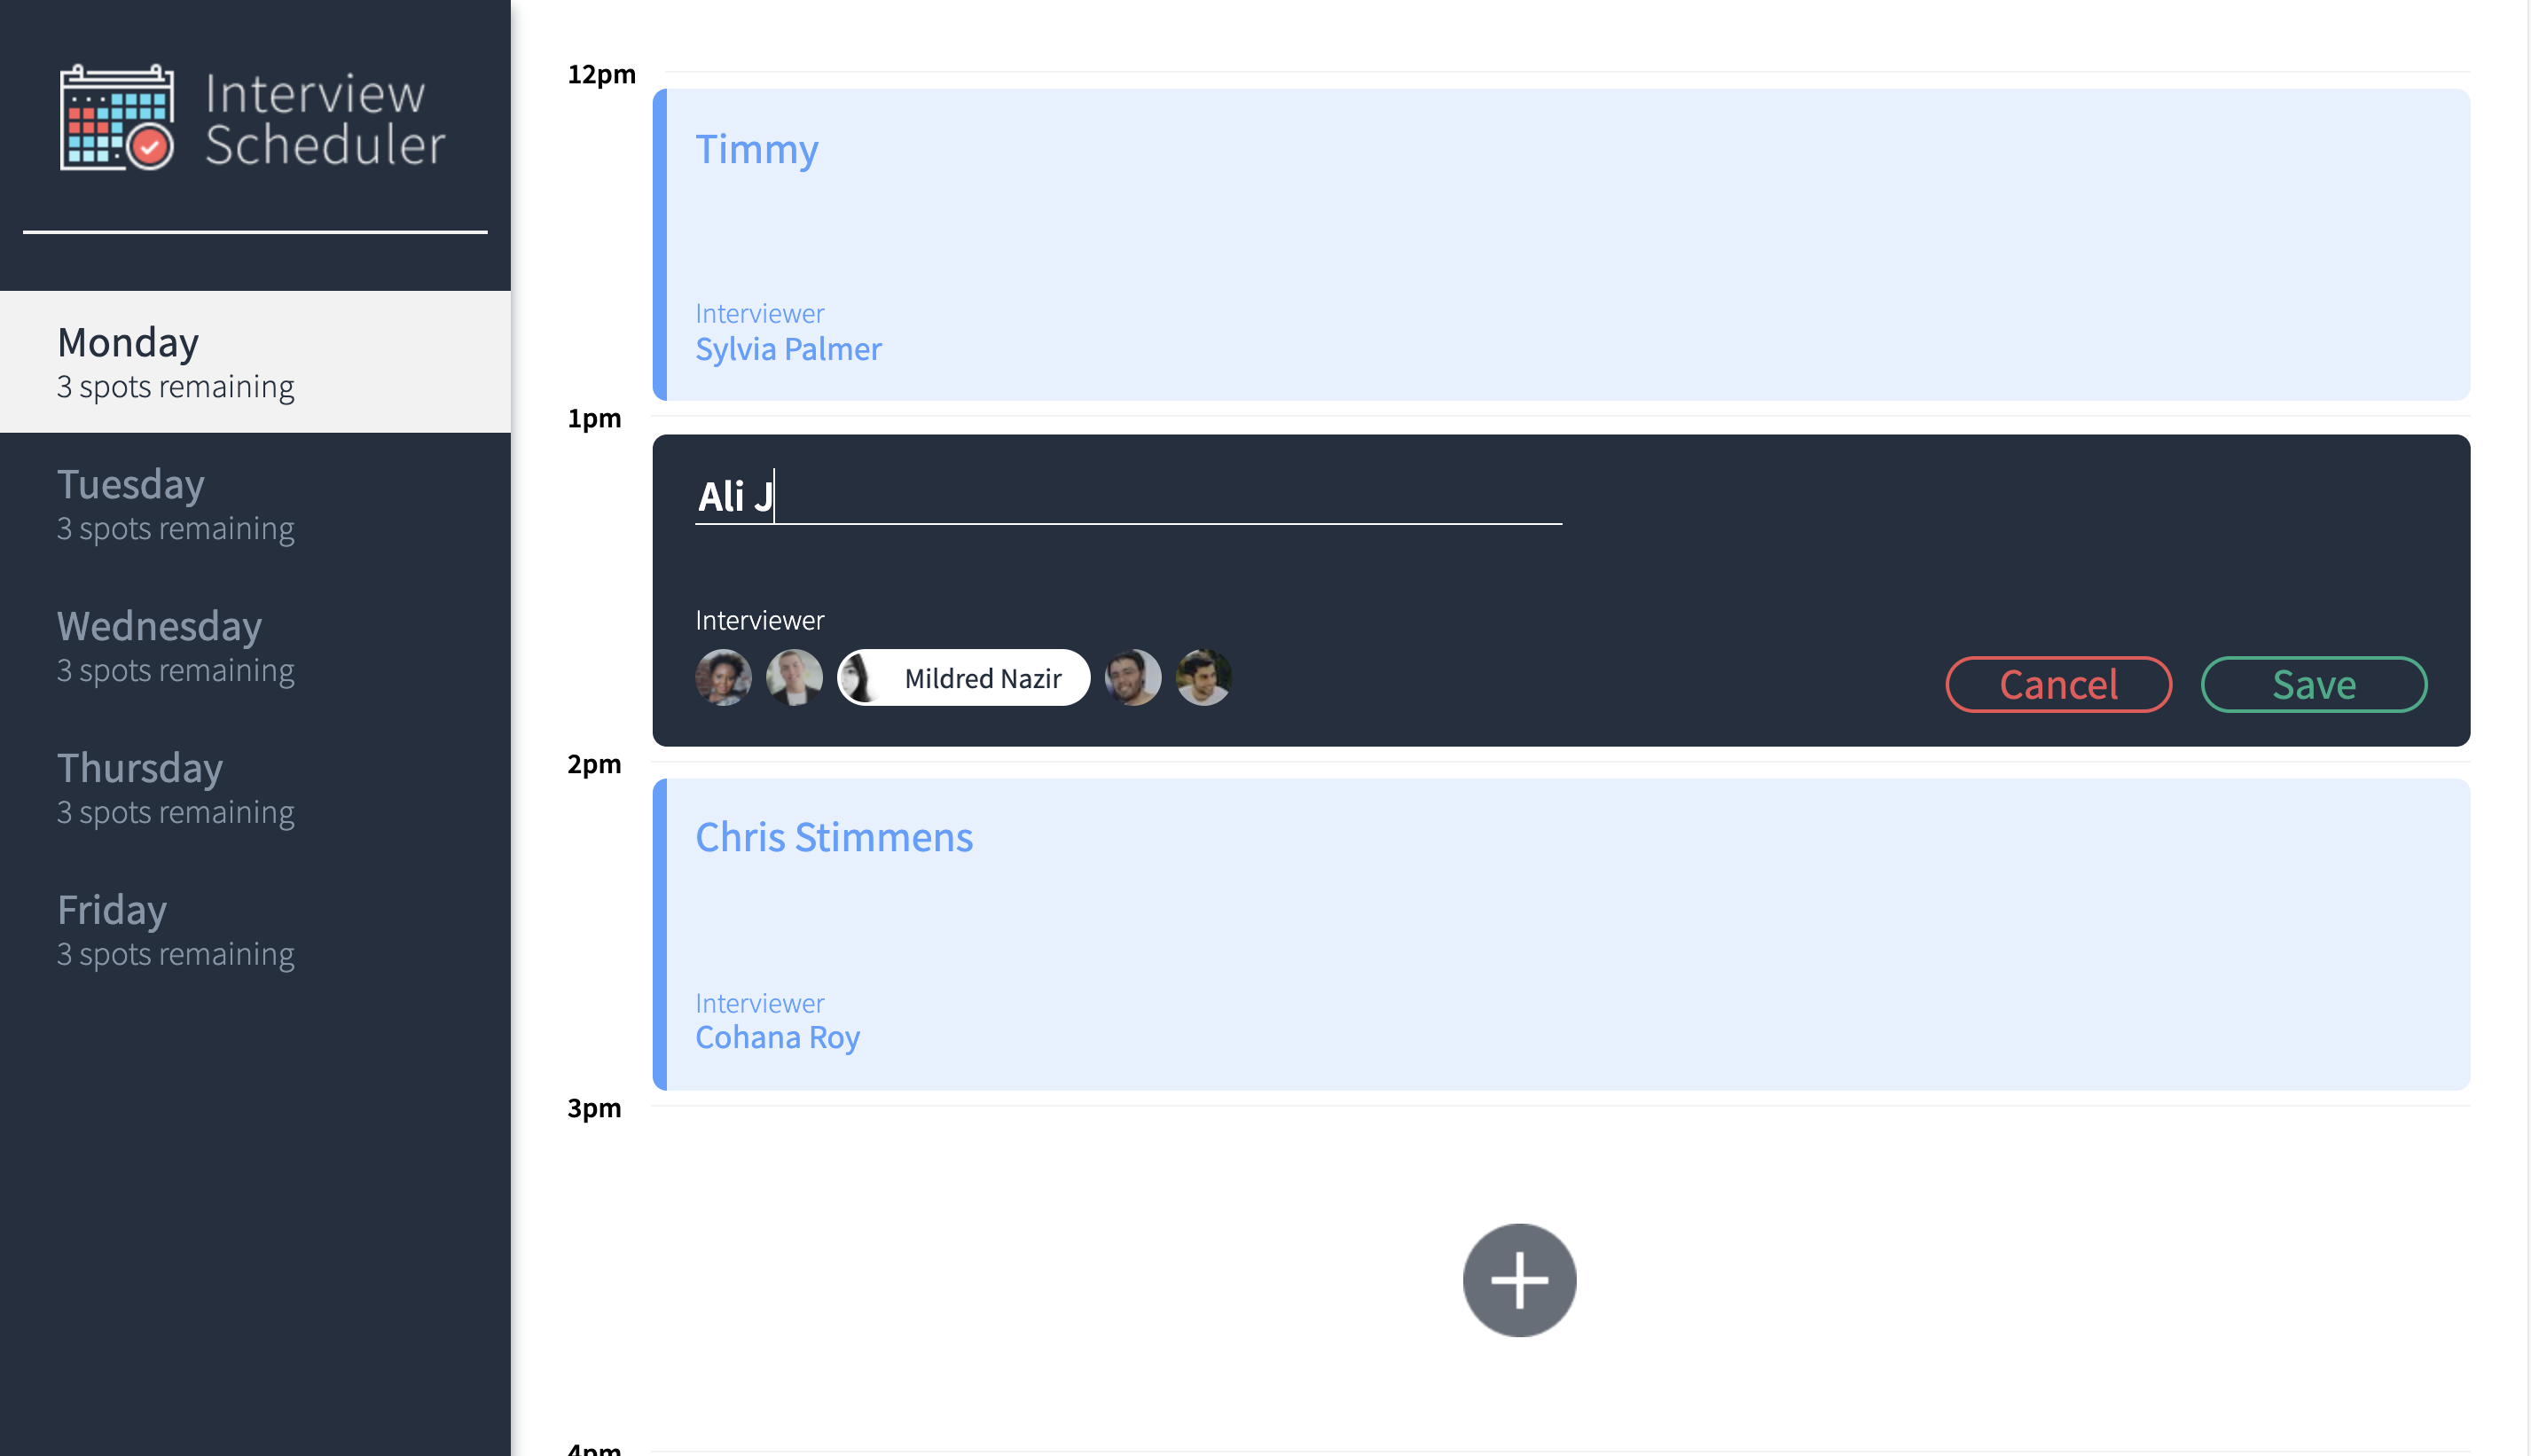 Interview
Scheduler
Monday
3 spots remaining
Tuesday
3 spots remaining
Wednesday
3 spots remaining
Thursday
3 spots remaining
Friday
3 spots remaining
12pm
Timmy
Interviewer
Sylvia Palmer
1pm
Ali J
Interviewer
Mildred Nazir
Cancel
Save
2pm
Chris Stimmens
Interviewer
Cohana Roy
3pm
4pm